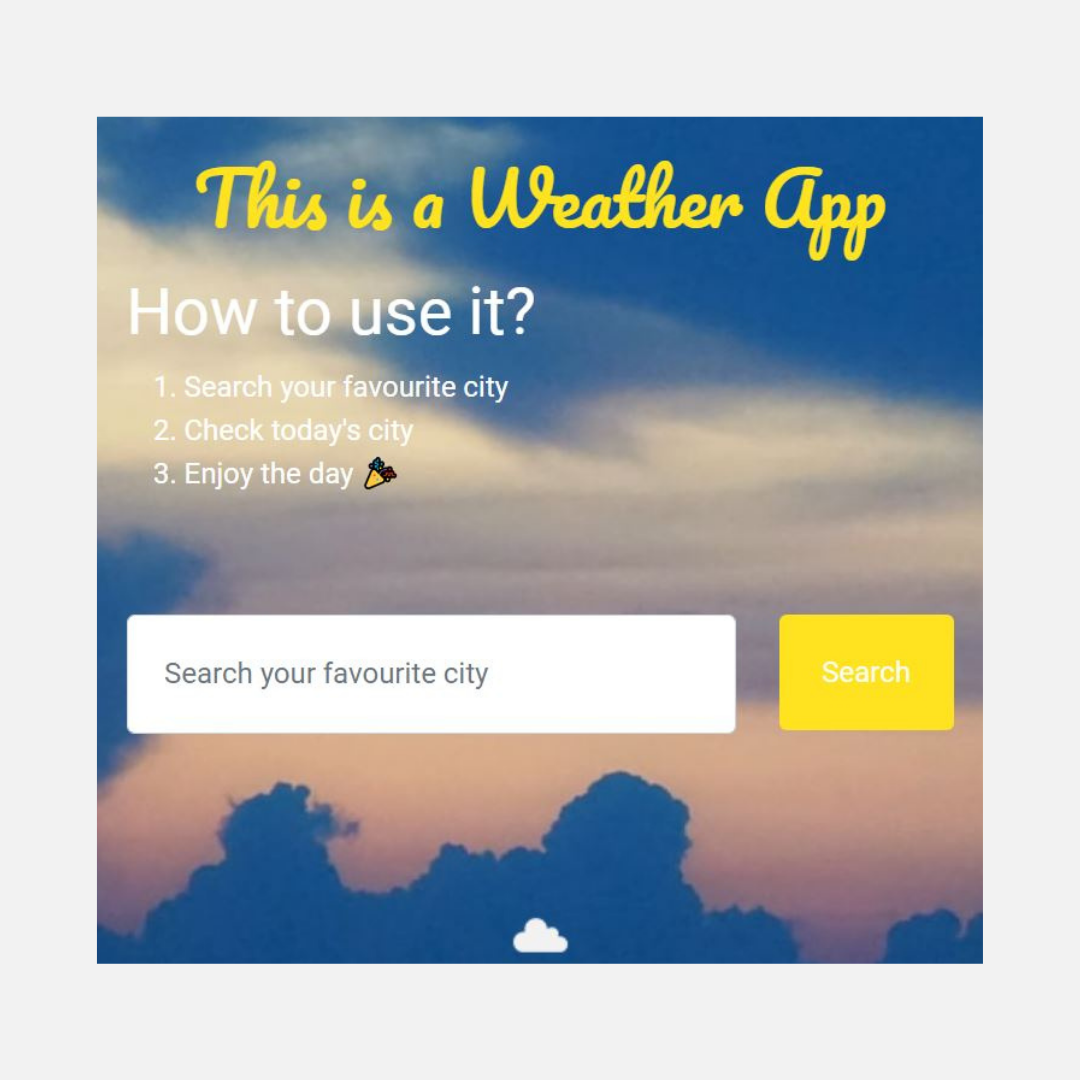 This is a Weather App
How to use it?
1. Search your favourite city
2. Check today's city
3. Enjoy the day 🎉
Search your favourite city
Search